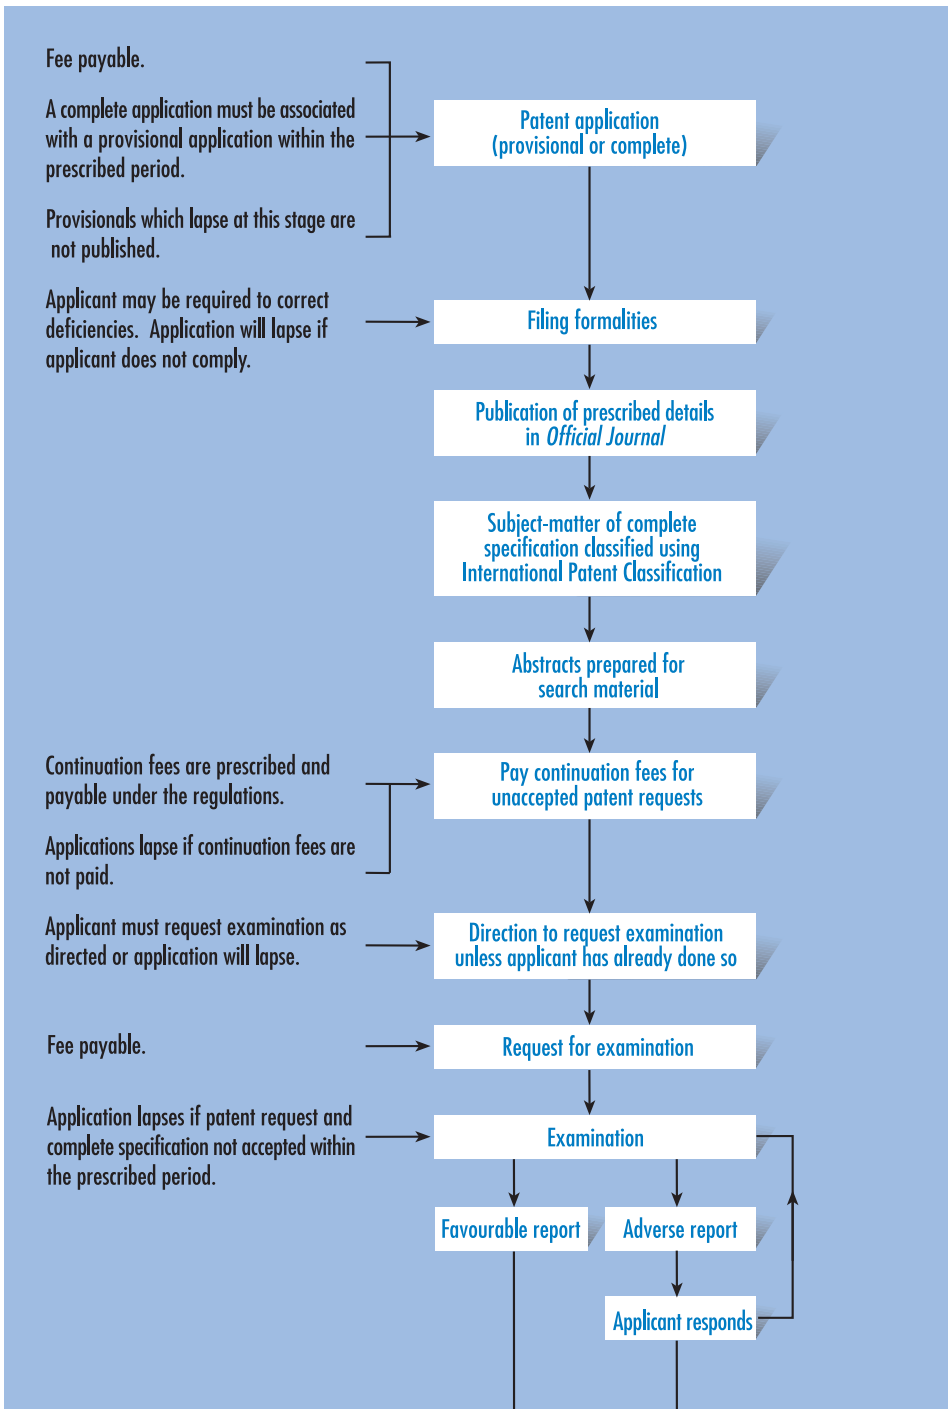 Fee payable.
A complete application must be associated
with a provisional application within the
prescribed period.
Provisionals which lapse at this stage are
not published.
Patent application
(provisional or complete)
Applicant may be required to correct
deficiencies.  Application will lapse if
applicant does not comply.
Filing formalities
Publication of prescribed details
in Official Journal
Subject-matter of complete
specification classified using
International Patent Classification
Abstracts prepared for
search material
Continuation fees are prescribed and
payable under the regulations.
Applications lapse if continuation fees are
not paid.
Pay continuation fees for
unaccepted patent requests
Applicant must request examination as
directed or application will lapse.
Direction to request examination
unless applicant has already done so
Fee payable.
Request for examination
Application lapses if patent request and
complete specification not accepted within
the prescribed period.
Examination
Favourable report
Adverse report
Applicant responds